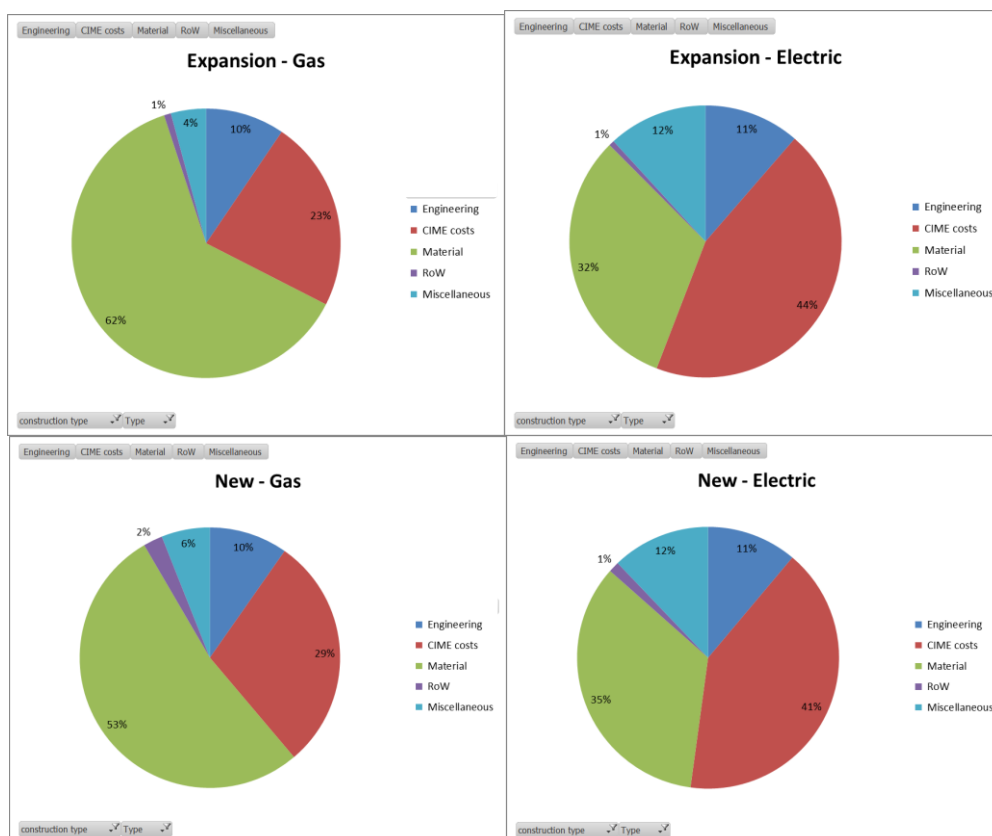 Engineering CIME costs Material RoW Miscellaneous
Expansion - Gas
1%
4%
10%
23%
62%
Engineering
CIME costs
Material
RoW
Miscellaneous
construction type Type
Engineering CIME costs Material RoW Miscellaneous
Expansion - Electric
1%
12%
11%
32%
44%
Engineering
CIME costs
Material
RoW
Miscellaneous
construction type Type
Engineering CIME costs Material RoW Miscellaneous
New - Gas
2%
6%
10%
29%
53%
Engineering
CIME costs
Material
RoW
Miscellaneous
construction type Type
Engineering CIME costs Material RoW Miscellaneous
New - Electric
1%
12%
11%
35%
41%
Engineering
CIME costs
Material
RoW
Miscellaneous
construction type Type